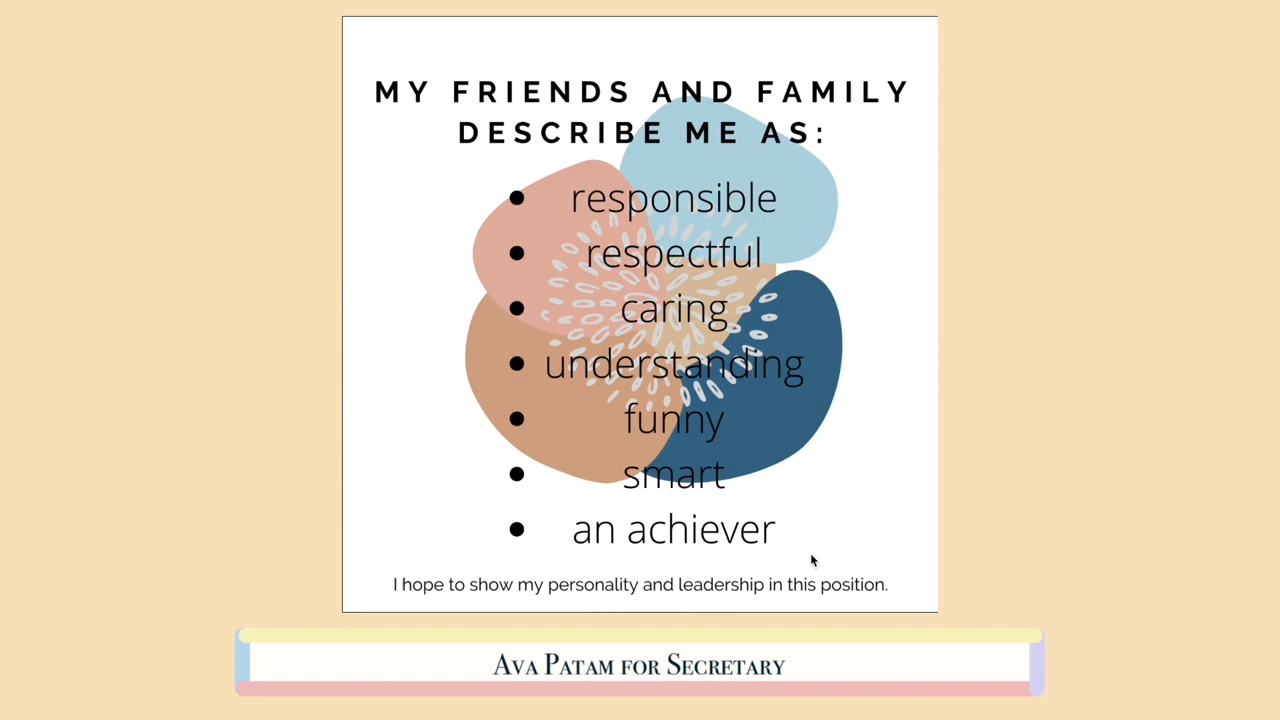 MY FRIENDS AND FAMILY
DESCRIBE ME AS:
• responsible
• respectful
• caring
• understanding
• funny
• smart
• an achiever
I hope to show my personality and leadership in this position.
Ava Patam for Secretary